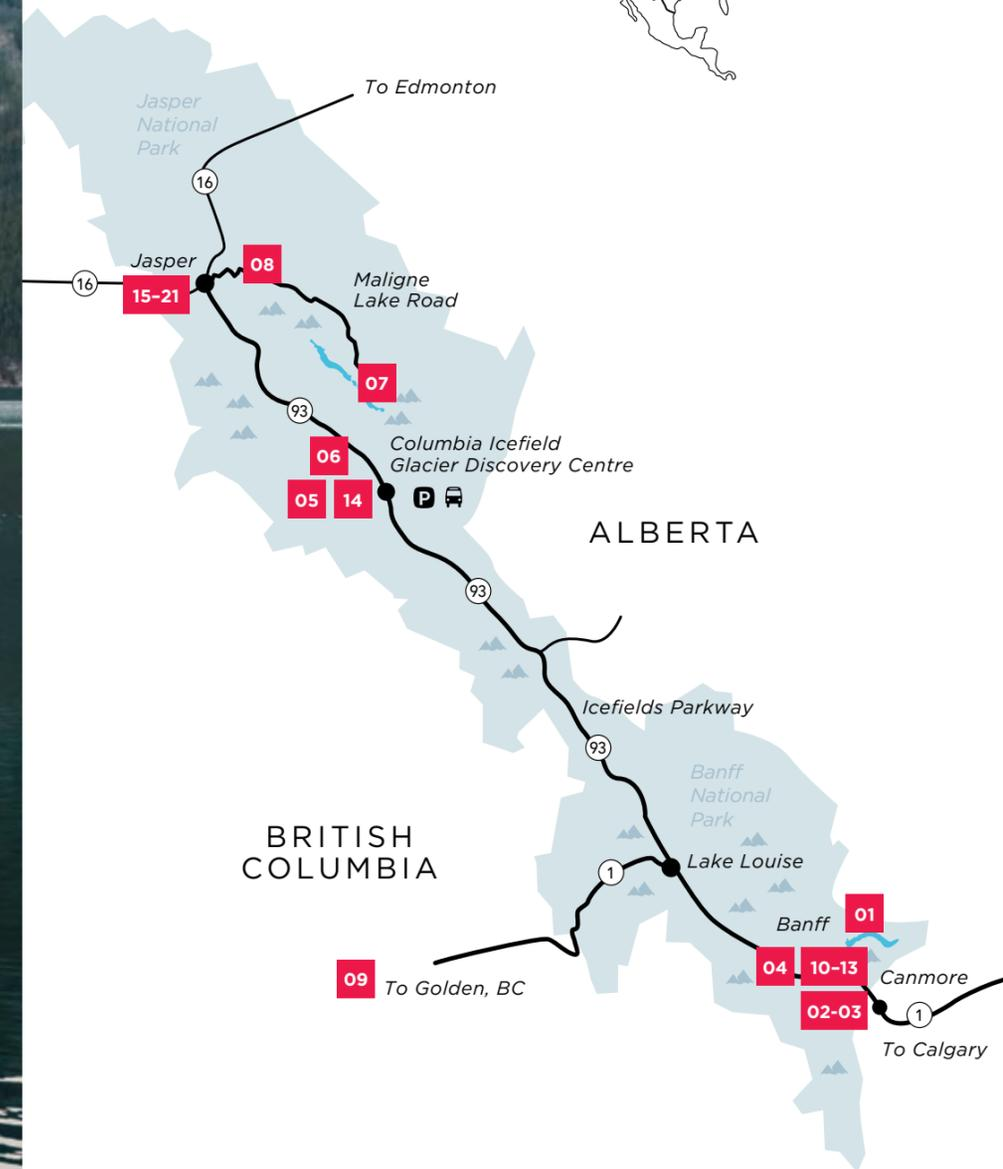 To Edmonton
Jasper
National
Park
16
Jasper
08
16
15–21
Maligne
Lake Road
07
93
06
Columbia Icefield
Glacier Discovery Centre
05
14
P
ALBERTA
93
Icefields Parkway
93
Banff
National
Park
BRITISH
COLUMBIA
Lake Louise
1
01
Banff
04
10–13
09
To Golden, BC
Canmore
02-03
1
To Calgary